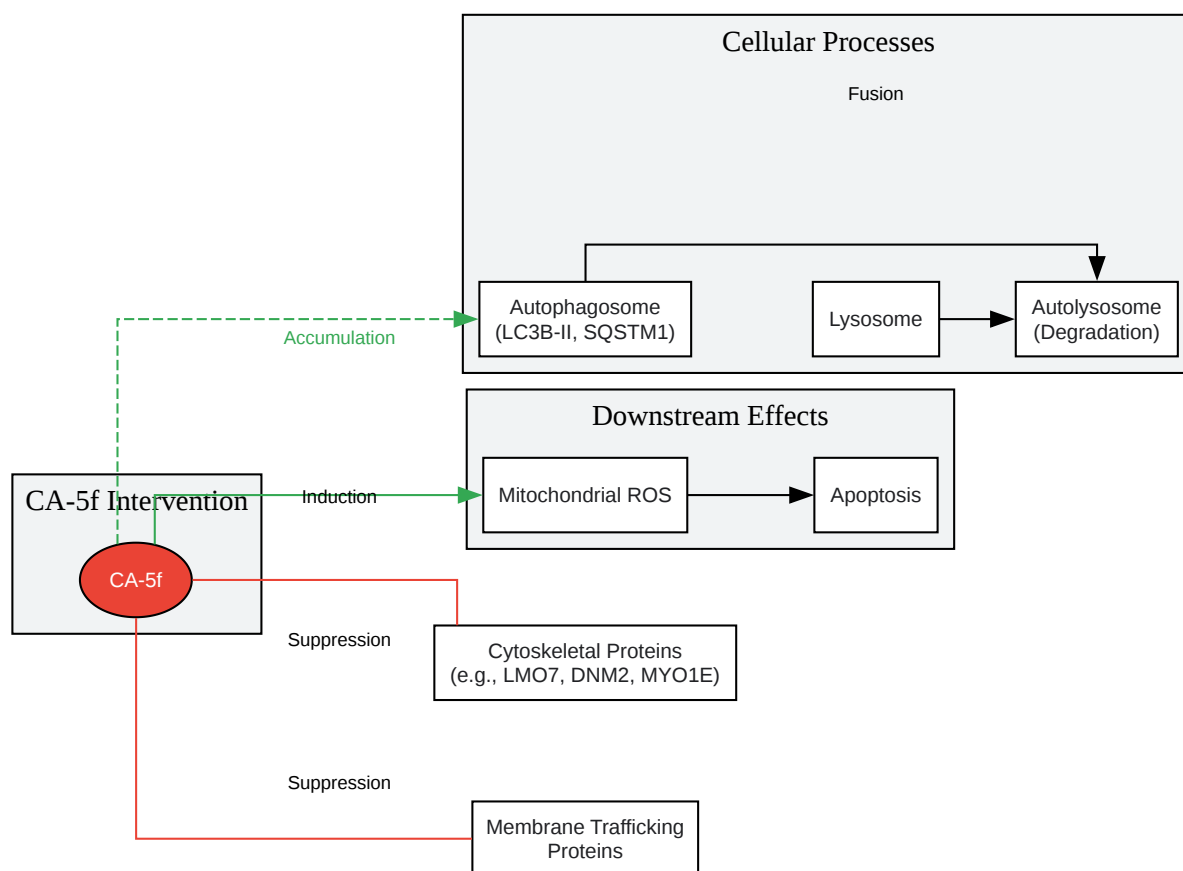 Cellular Processes
Fusion
Autophagosome
(LC3B-II, SQSTM1)
Lysosome
Autolysosome
(Degradation)
Accumulation
Downstream Effects
Mitochondrial ROS
Apoptosis
CA-5f Intervention
Induction
CA-5f
Suppression
Cytoskeletal Proteins
(e.g., LMO7, DNM2, MYO1E)
Suppression
Membrane Trafficking
Proteins